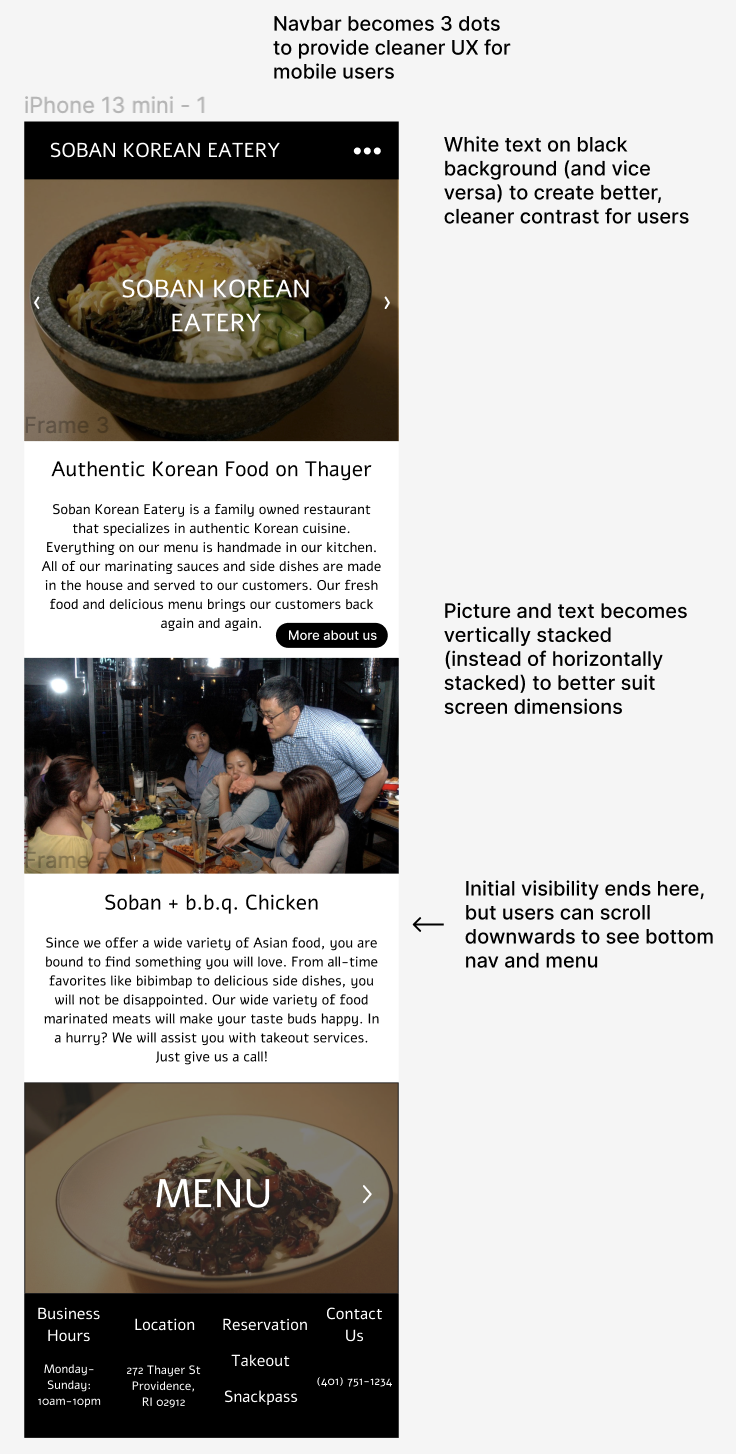 Navbar becomes 3 dots
to provide cleaner UX for
mobile users
iPhone 13 mini - 1
SOBAN KOREAN EATERY
White text on black
background (and vice
versa) to create better,
cleaner contrast for users
SOBAN KOREAN
EATERY
Frame 3
Authentic Korean Food on Thayer
Soban Korean Eatery is a family owned restaurant
that specializes in authentic Korean cuisine.
Everything on our menu is handmade in our kitchen.
All of our marinating sauces and side dishes are made
in the house and served to our customers. Our fresh
food and delicious menu brings our customers back
again and again.
More about us
Picture and text becomes
vertically stacked
(instead of horizontally
stacked) to better suit
screen dimensions
Frame 5
Initial visibility ends here,
but users can scroll
downwards to see bottom
nav and menu
Soban + b.b.q. Chicken
Since we offer a wide variety of Asian food, you are
bound to find something you will love. From all-time
favorites like bibimbap to delicious side dishes, you
will not be disappointed. Our wide variety of food
marinated meats will make your taste buds happy. In
a hurry? We will assist you with takeout services.
Just give us a call!
MENU
Business
Hours
Monday-
Sunday:
10am-10pm
Location
272 Thayer St
Providence,
RI 02912
Reservation
Takeout
Snackpass
Contact
Us
(401) 751-1234